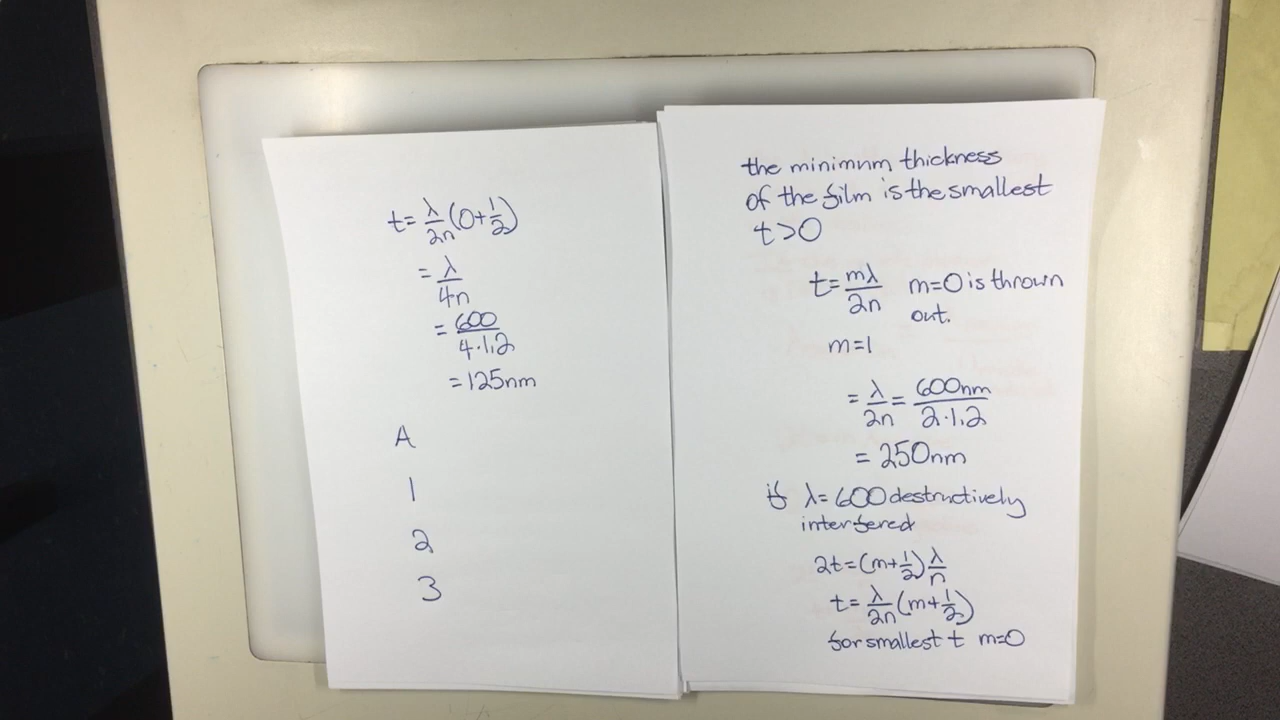 t=λ/2n(0+1/2)
=λ/4n
=600/4·1.2
=125nm
A
1
2
3
the minimum thickness
of the film is the smallest
t>0
t=mλ/2n m=0 is thrown
out.
m=1
=λ/2n=600nm/2·1.2
=250nm
if λ=600 destructively
interfered
2t=(m+1/2)λ/n
t=λ/2n(m+1/2)
for smallest t m=0